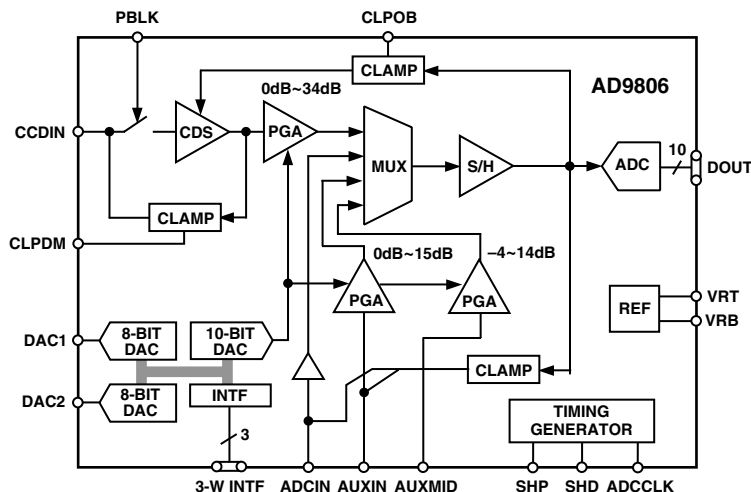 PBLK
CLPOB
CLAMP
AD9806
0dB~34dB
CCDIN
CDS
PGA
MUX
S/H
ADC
10
DOUT
CLAMP
CLPDM
0dB~15dB
–4~14dB
PGA
PGA
REF
VRT
VRB
DAC1
8-BIT
DAC
10-BIT
DAC
CLAMP
DAC2
8-BIT
DAC
INTF
TIMING
GENERATOR
3
3-W INTF
ADCIN
AUXIN
AUXMID
SHP
SHD
ADCCLK